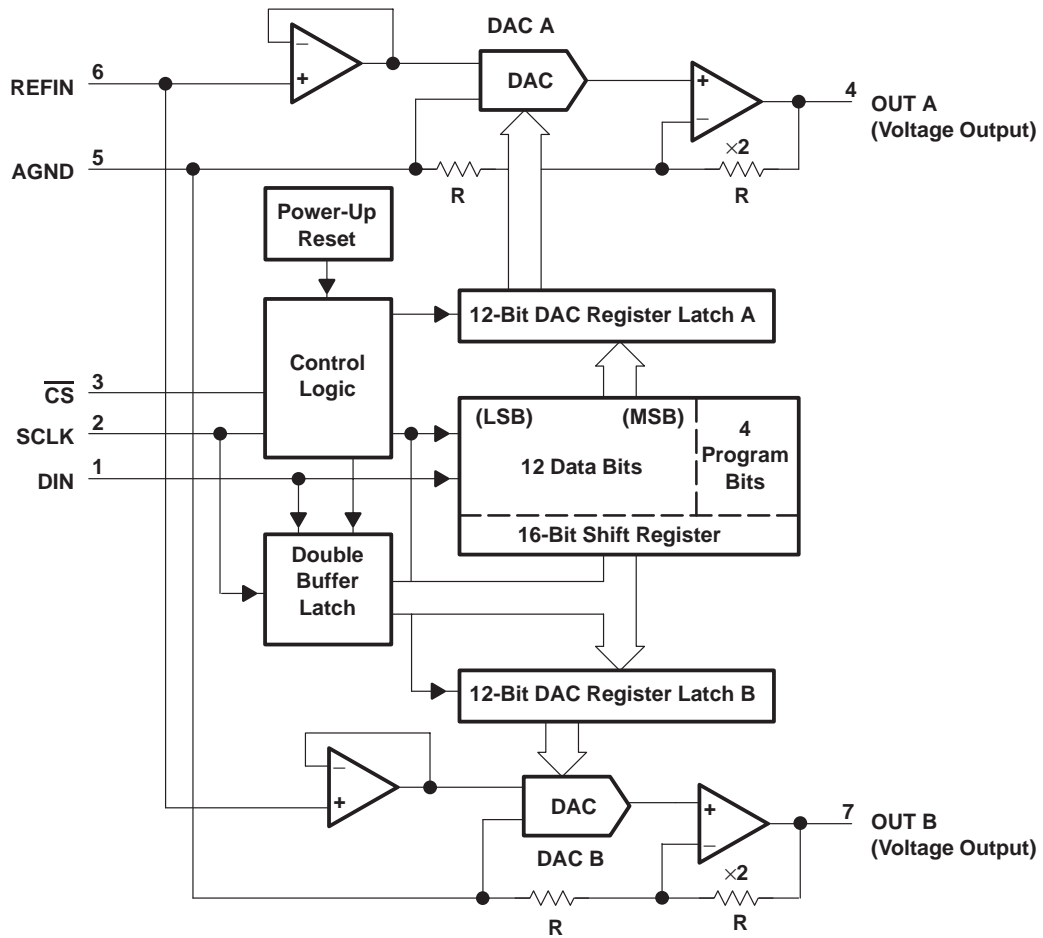 DAC A
REFIN
6
−
+
DAC
+
−
4
OUT A
(Voltage Output)
AGND
5
×2
R
R
Power-Up
Reset
12-Bit DAC Register Latch A
Control
Logic
CS
3
SCLK
2
DIN
1
(LSB)
(MSB)
12 Data Bits
4
Program
Bits
16-Bit Shift Register
Double
Buffer
Latch
12-Bit DAC Register Latch B
−
+
DAC
+
−
7
OUT B
(Voltage Output)
DAC B
×2
R
R